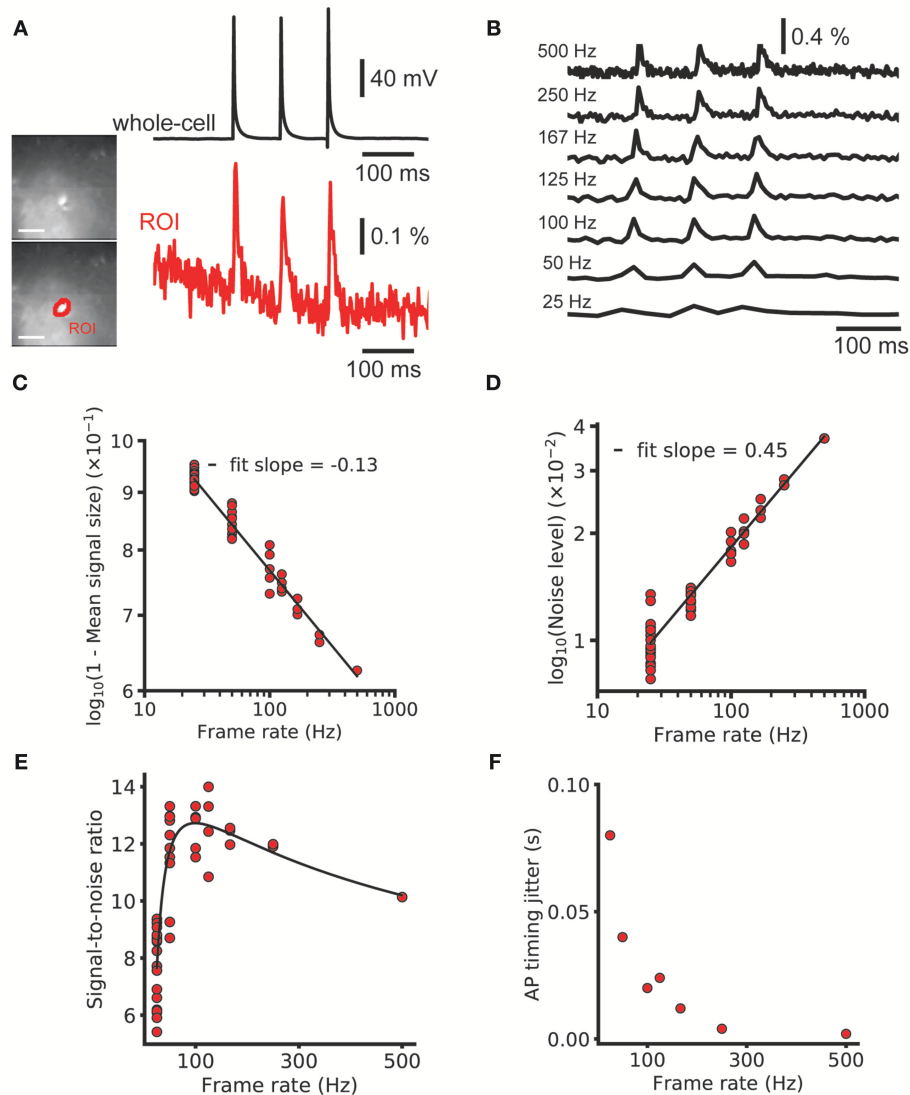 A
whole-cell
40 mV
100 ms
ROI
ROI
0.1 %
100 ms
B
0.4 %
500 Hz
250 Hz
167 Hz
125 Hz
100 Hz
50 Hz
25 Hz
100 ms
C
log₁₀(1 - Mean signal size) (×10⁻¹)
10
9
8
7
6
fit slope = -0.13
10 100 1000
Frame rate (Hz)
D
log₁₀(Noise level) (×10⁻²)
4
3
2
1
fit slope = 0.45
10 100 1000
Frame rate (Hz)
E
Signal-to-noise ratio
14
12
10
8
6
100 300 500
Frame rate (Hz)
F
AP timing jitter (s)
0.10
0.05
0.00
100 300 500
Frame rate (Hz)